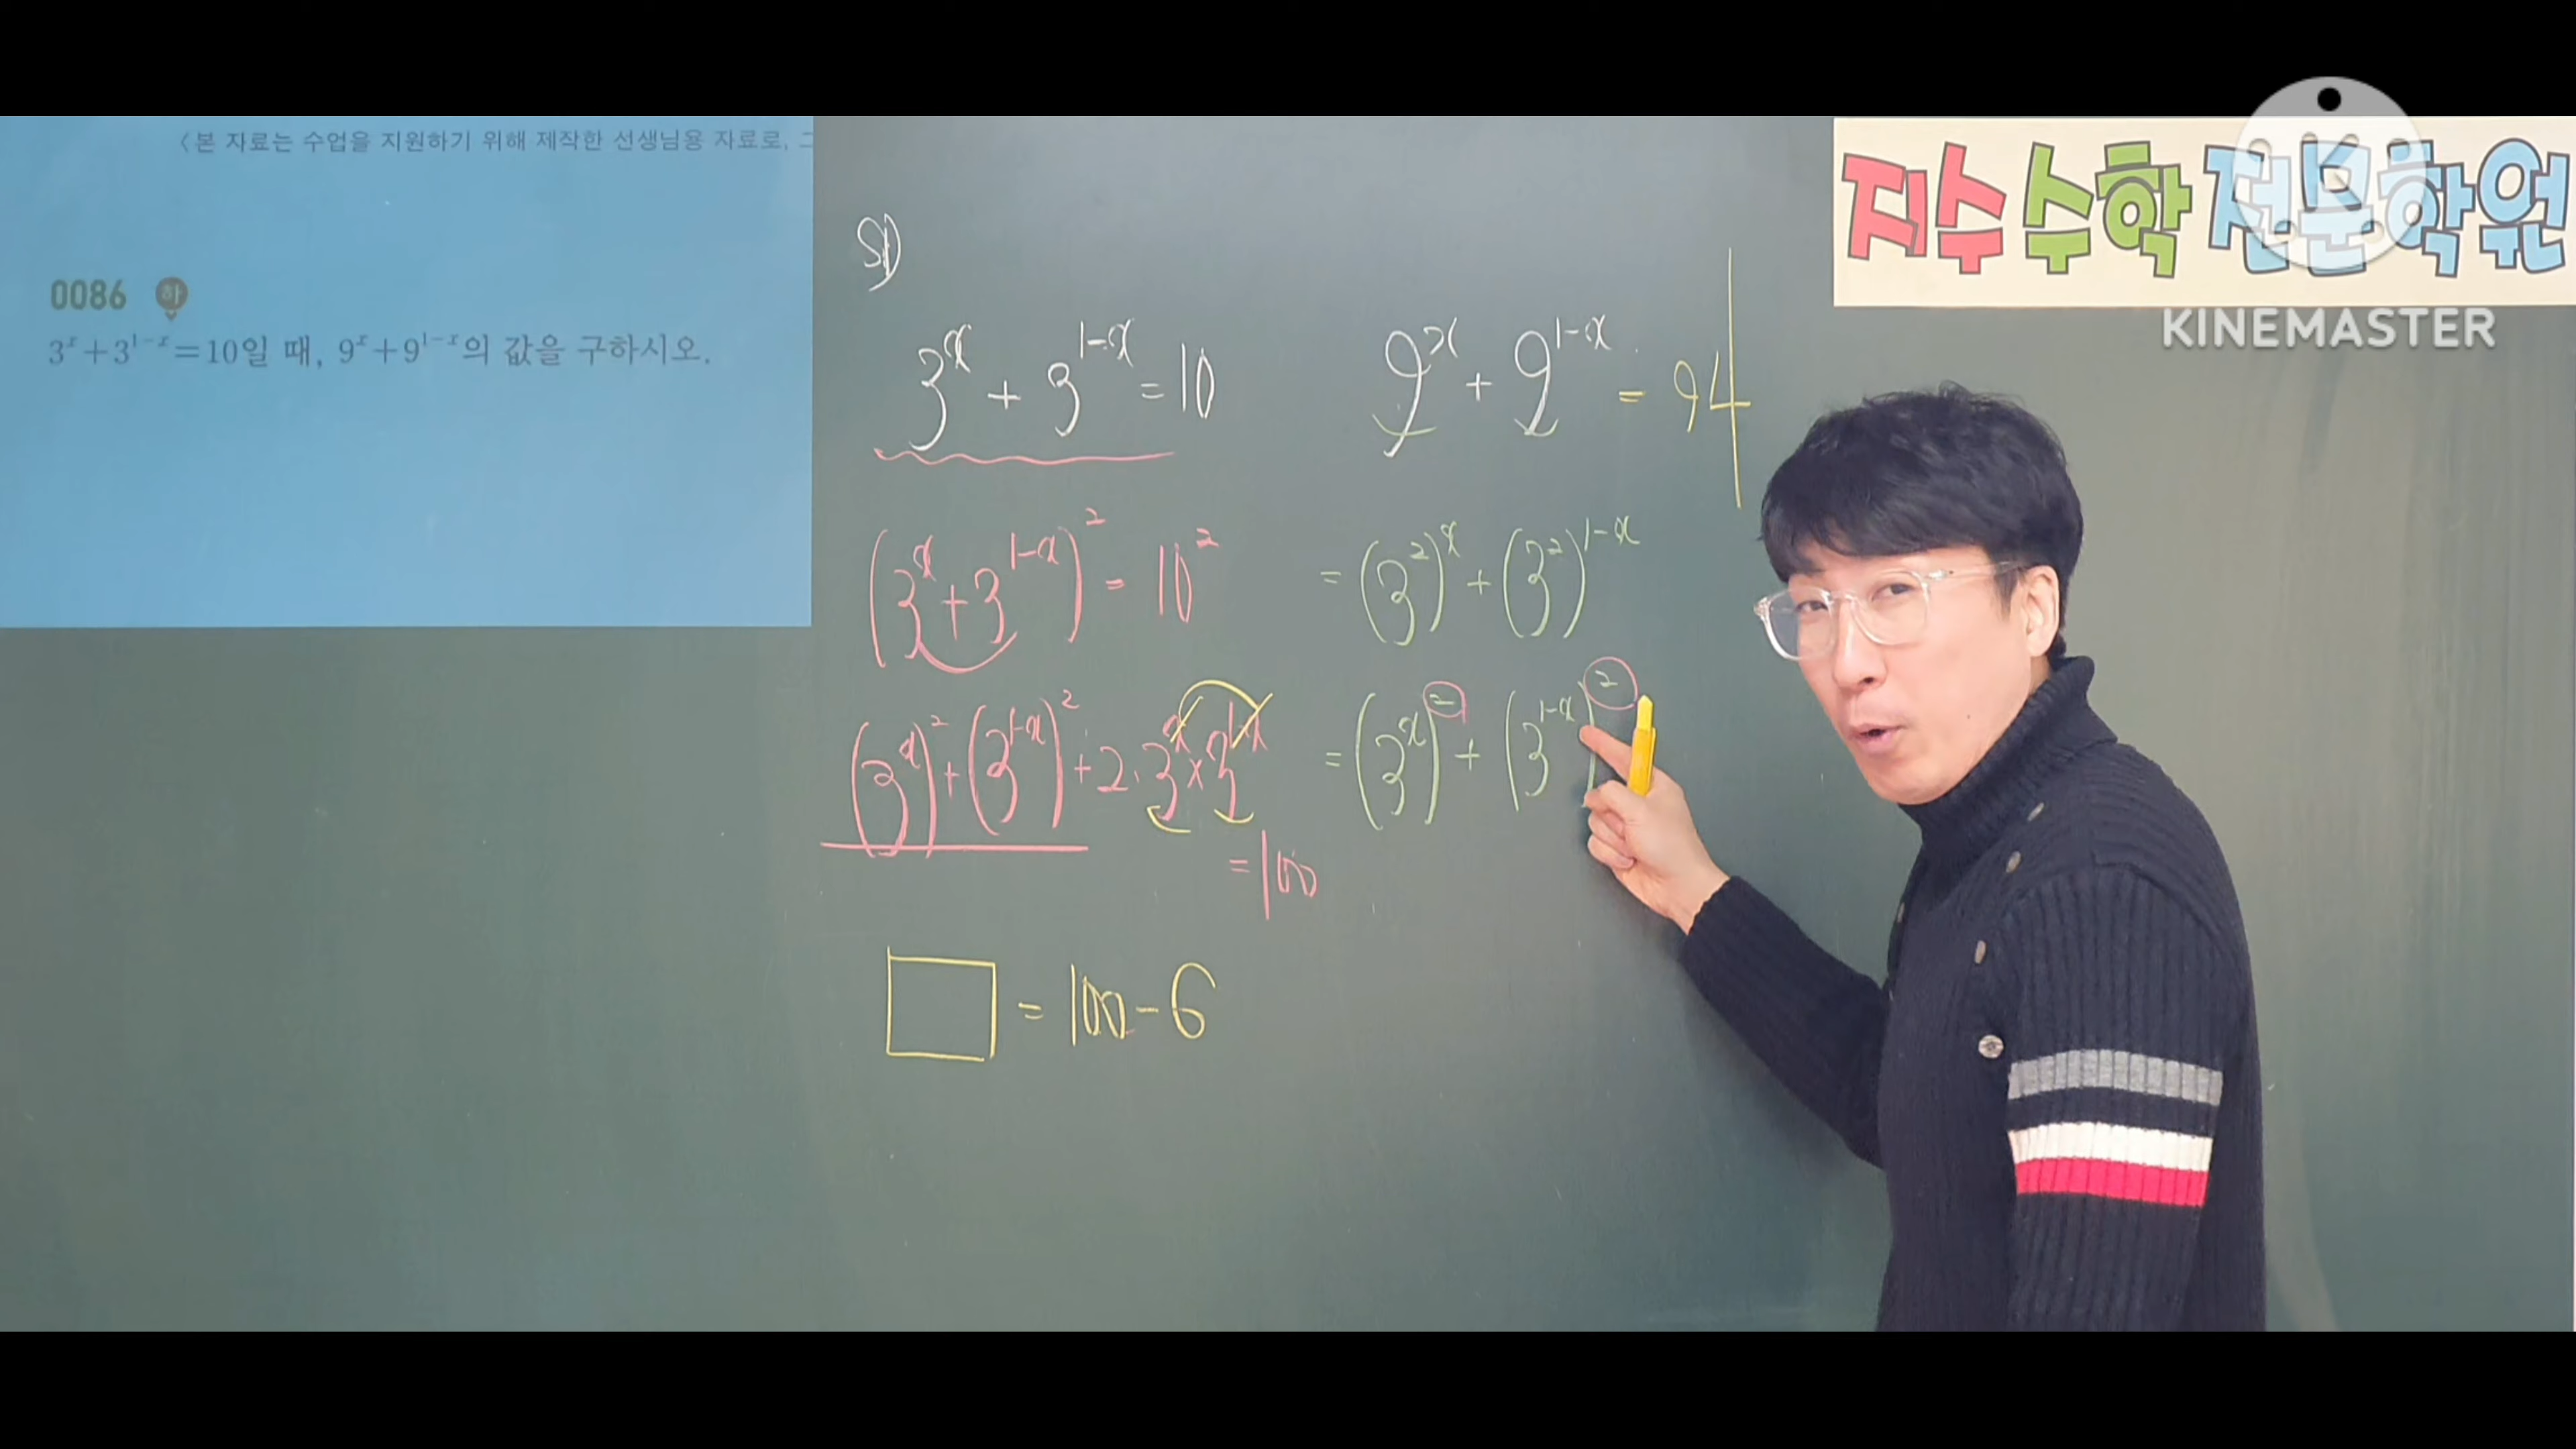 〈본 자료는 수업을 지원하기 위해 제작한 선생님용 자료로, 그
0086 하
3^x+3^{1-x}=10일 때, 9^x+9^{1-x}의 값을 구하시오.
지수수학전문학원
KINEMASTER
S1)
3^x + 3^{1-x} = 10
(3^x+3^{1-x})^2 = 10^2
(3^x)^2+(3^{1-x})^2+2·3^x×3^{1-x}
=100
□ = 100-6
9^x + 9^{1-x} = 94
= (3^2)^x + (3^2)^{1-x}
= (3^x)^2 + (3^{1-x})^2